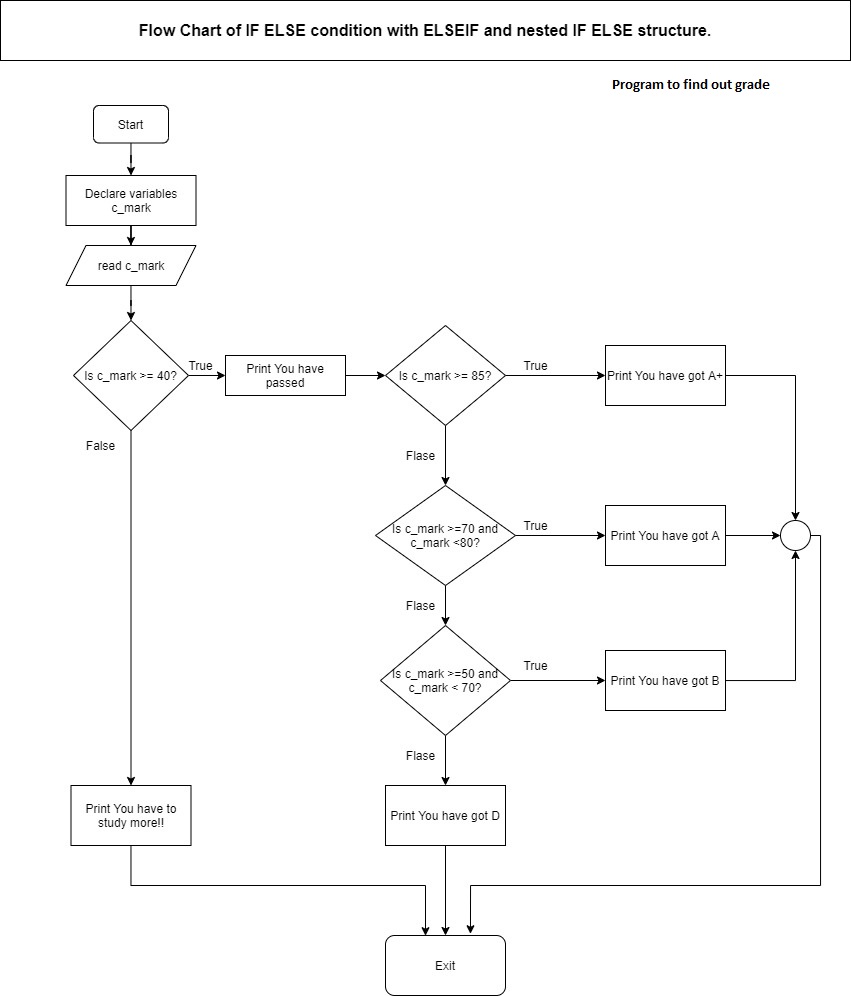 Flow Chart of IF ELSE condition with ELSEIF and nested IF ELSE structure.
Program to find out grade
Start
Declare variables
c_mark
read c_mark
Is c_mark >= 40?
True
Print You have
passed
Is c_mark >= 85?
True
Print You have got A+
False
Flase
Is c_mark >=70 and
c_mark <80?
True
Print You have got A
Flase
Is c_mark >=50 and
c_mark < 70?
True
Print You have got B
Flase
Print You have to
study more!!
Print You have got D
Exit